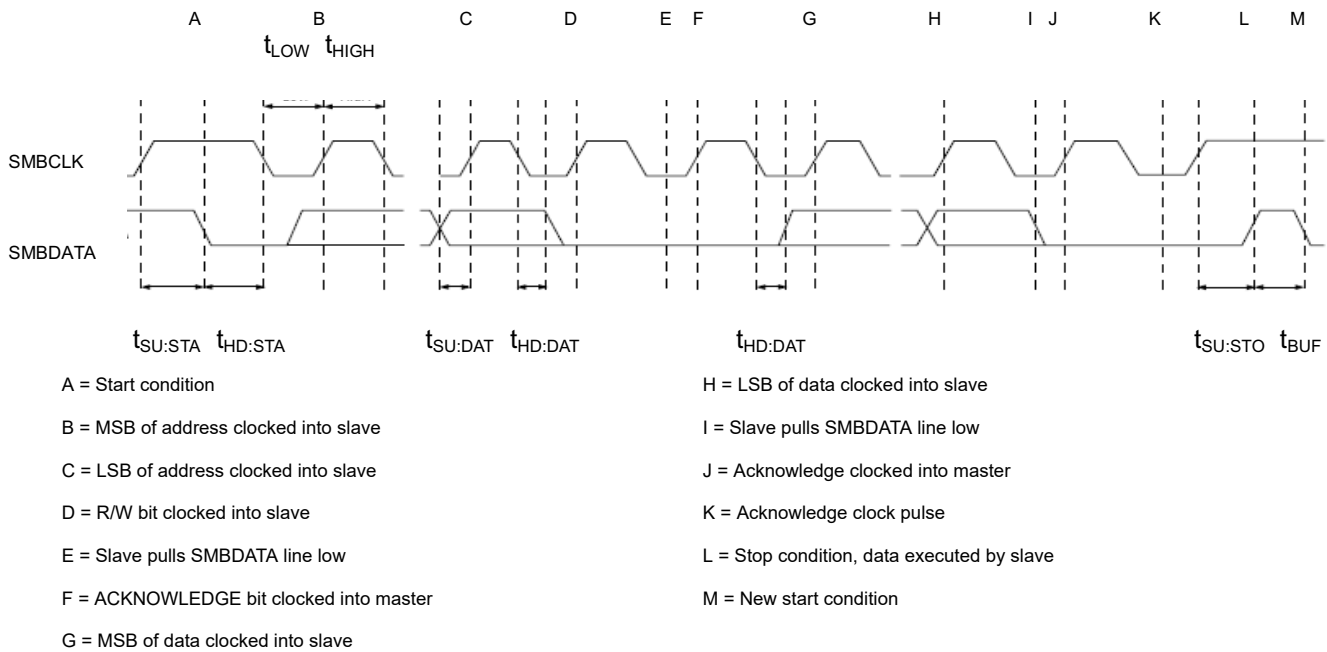 A B C D E F G H I J K L M
tLOW tHIGH
SMBCLK
SMBDATA
tSU:STA tHD:STA tSU:DAT tHD:DAT tHD:DAT tSU:STO tBUF
A = Start condition
B = MSB of address clocked into slave
C = LSB of address clocked into slave
D = R/W bit clocked into slave
E = Slave pulls SMBDATA line low
F = ACKNOWLEDGE bit clocked into master
G = MSB of data clocked into slave
H = LSB of data clocked into slave
I = Slave pulls SMBDATA line low
J = Acknowledge clocked into master
K = Acknowledge clock pulse
L = Stop condition, data executed by slave
M = New start condition